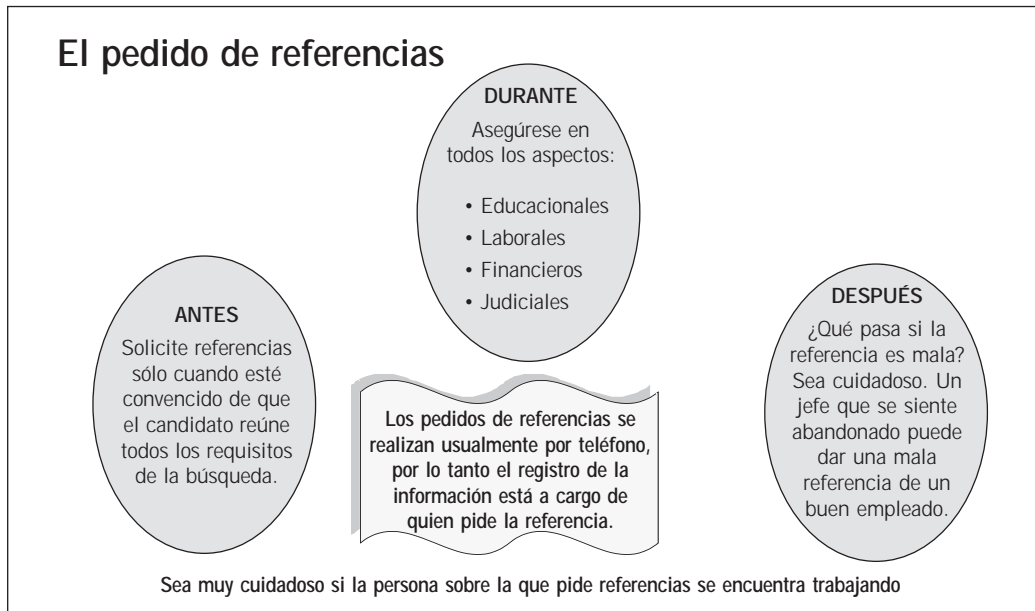 El pedido de referencias
ANTES
Solicite referencias
sólo cuando esté
convencido de que
el candidato reúne
todos los requisitos
de la búsqueda.
DURANTE
Asegúrese en
todos los aspectos:
• Educacionales
• Laborales
• Financieros
• Judiciales
DESPUÉS
¿Qué pasa si la
referencia es mala?
Sea cuidadoso. Un
jefe que se siente
abandonado puede
dar una mala
referencia de un
buen empleado.
Los pedidos de referencias se
realizan usualmente por teléfono,
por lo tanto el registro de la
información está a cargo de
quien pide la referencia.
Sea muy cuidadoso si la persona sobre la que pide referencias se encuentra trabajando